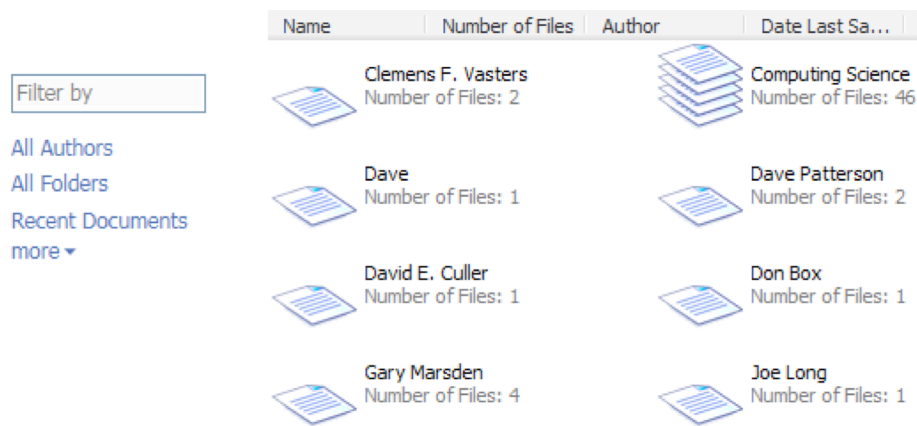 Name Number of Files Author Date Last Sa...
Filter by
All Authors
All Folders
Recent Documents
more
Clemens F. Vasters
Number of Files: 2
Computing Science
Number of Files: 46
Dave
Number of Files: 1
Dave Patterson
Number of Files: 2
David E. Culler
Number of Files: 1
Don Box
Number of Files: 1
Gary Marsden
Number of Files: 4
Joe Long
Number of Files: 1